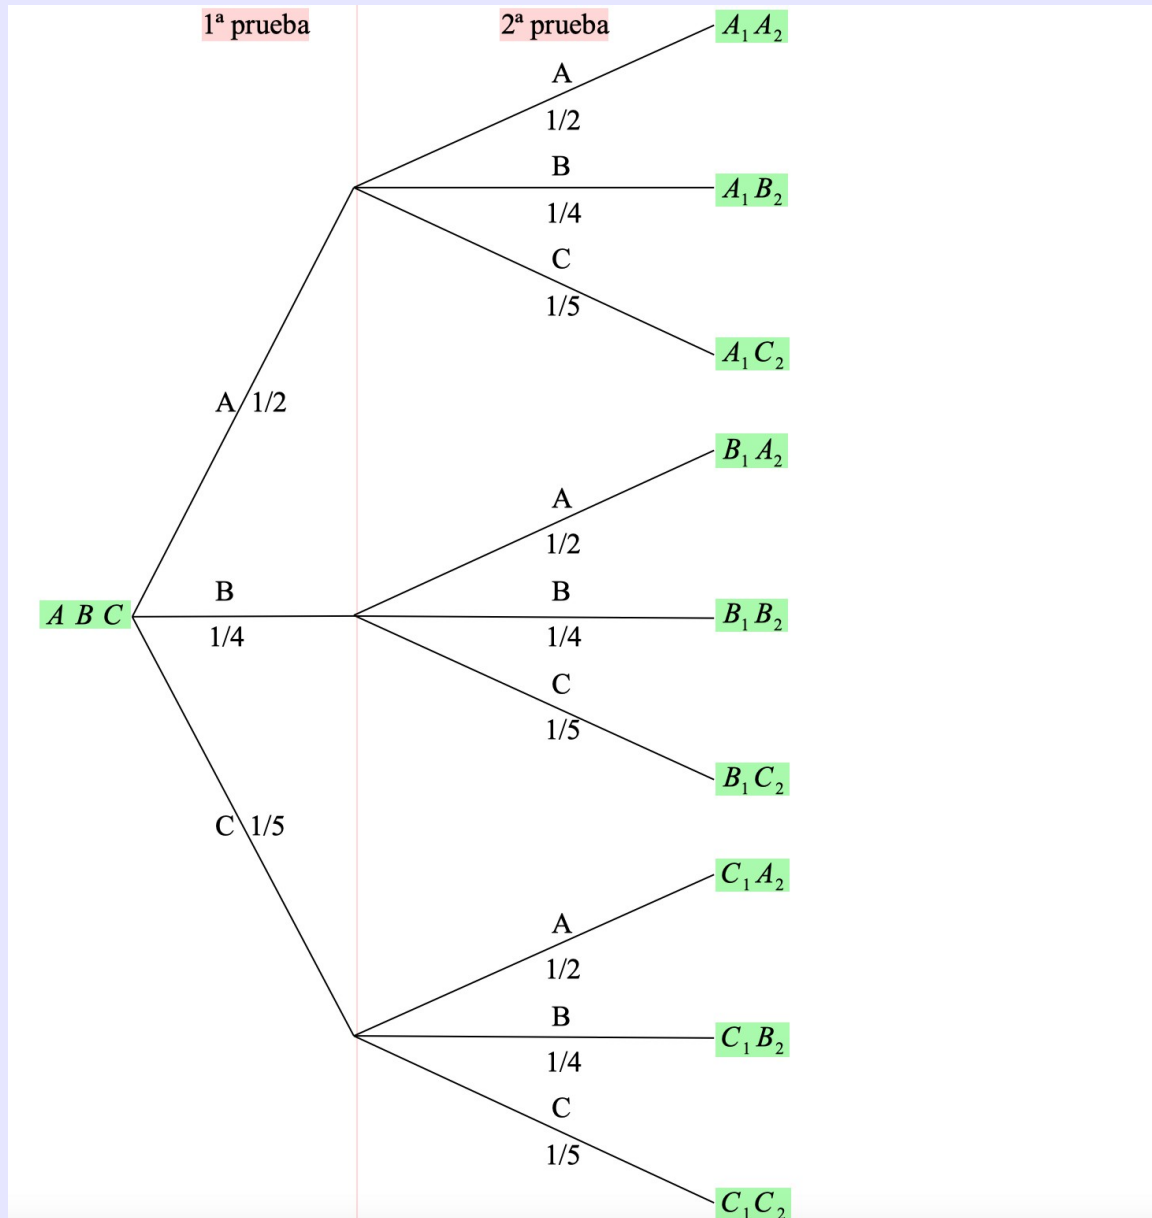 1ª prueba
2ª prueba
A₁ A₂
A
1/2
B
A₁ B₂
1/4
C
1/5
A₁ C₂
A 1/2
B₁ A₂
A
1/2
B
B
A B C
B₁ B₂
1/4
1/4
C
1/5
B₁ C₂
C 1/5
C₁ A₂
A
1/2
B
C₁ B₂
1/4
C
1/5
C₁ C₂